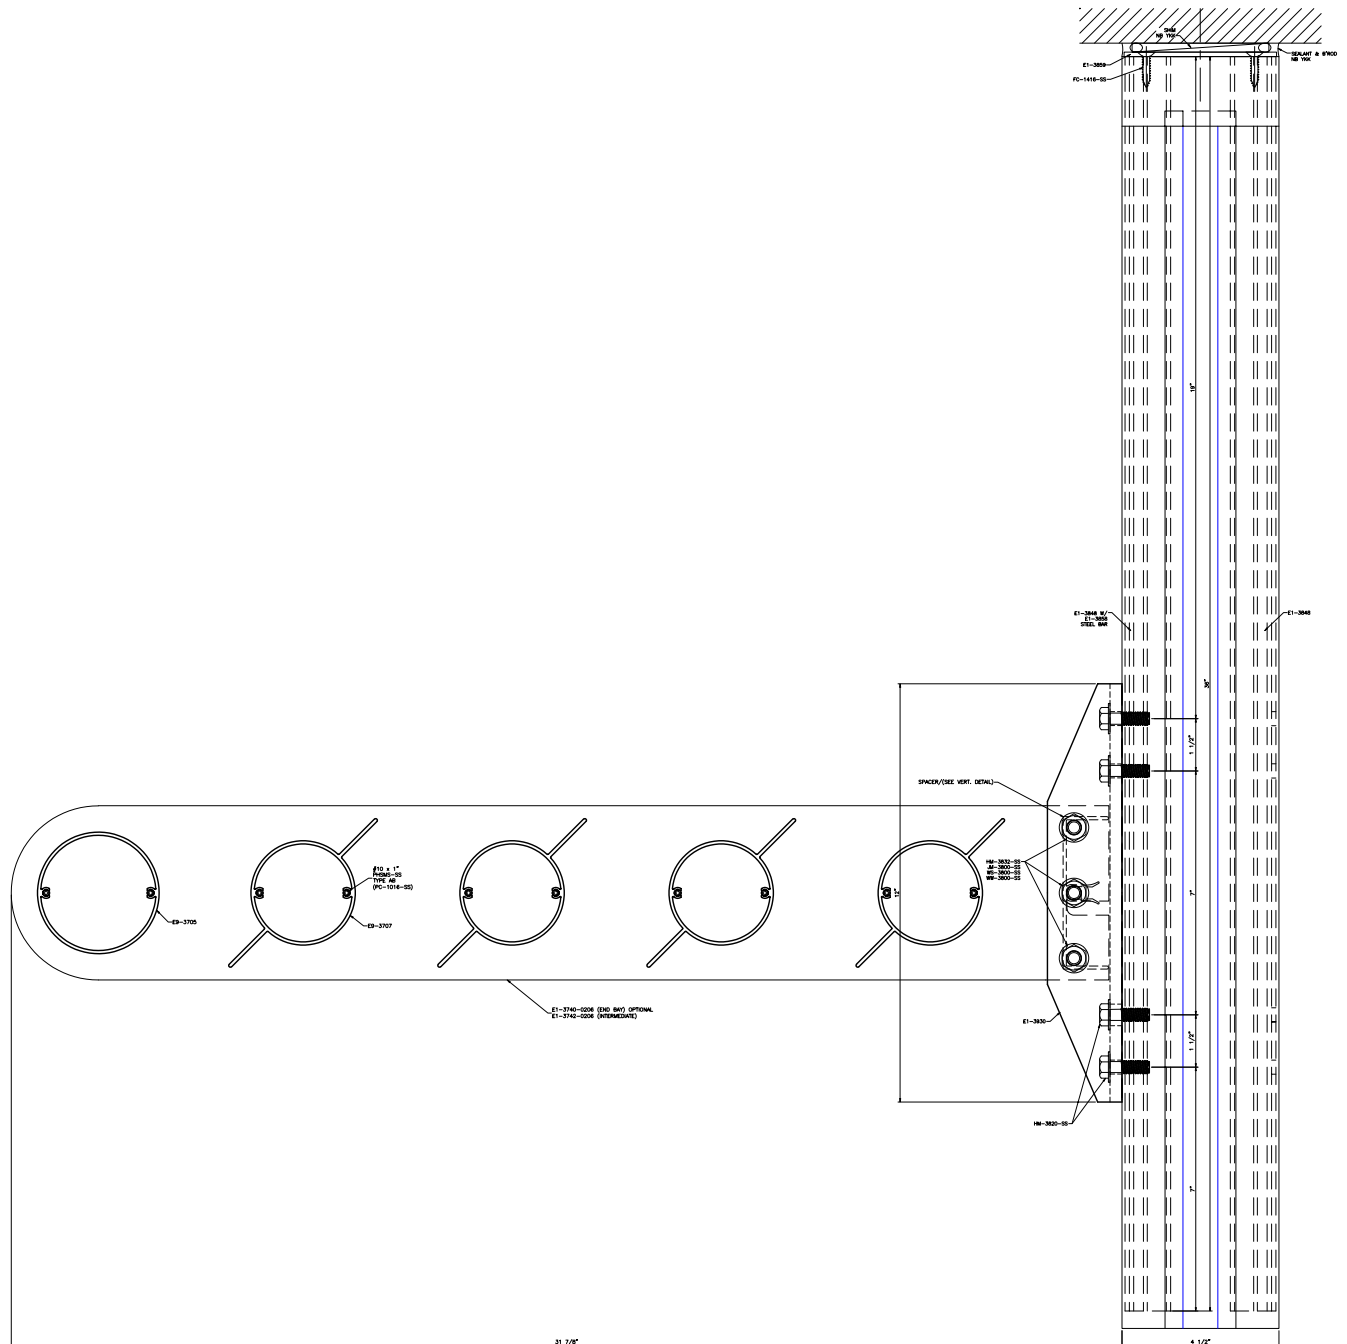 SHIM
NB YKK
SEALANT & B'ROD
NB YKK
E1-3859
FC-1416-SS
19"
E1-3848 W/
E1-3858
STEEL BAR
E1-3848
36"
1 1/2"
SPACER/(SEE VERT. DETAIL)
HM-3832-SS
JM-3800-SS
WS-3800-SS
WW-3800-SS
#10 x 1"
PHSMS-SS
TYPE AB
(PC-1016-SS)
12"
7"
E9-3705
E9-3707
E1-3740-0206 (END BAY) OPTIONAL
E1-3742-0206 (INTERMEDIATE)
E1-3930
1 1/2"
HM-3820-SS
7"
31 7/8"
4 1/2"